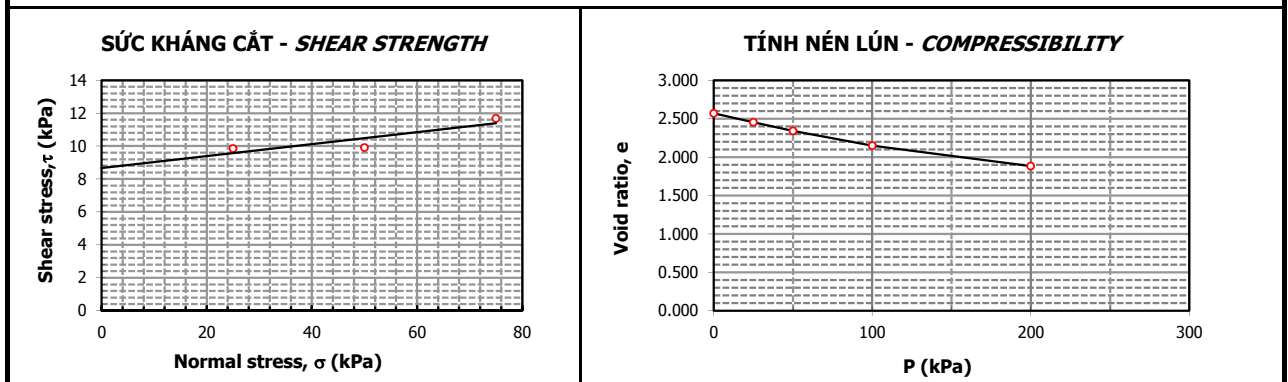 SỨC KHÁNG CẮT - SHEAR STRENGTH
14
12
10
8
6
4
2
0
Shear stress,τ (kPa)
0 20 40 60 80
Normal stress, σ (kPa)
TÍNH NÉN LÚN - COMPRESSIBILITY
3.000
2.500
2.000
1.500
1.000
0.500
0.000
Void ratio, e
0 100 200 300
P (kPa)